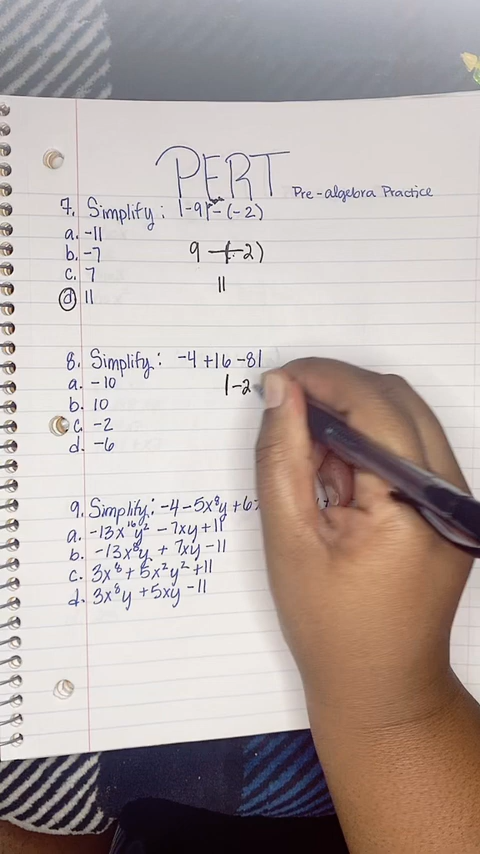 PERT Pre-algebra Practice
7. Simplify: |-9|-(-2)
a. -11
b. -7
9 -(-2)
c. 7
d. 11
11
8. Simplify: -4 +|6 -8|
a. -10
|-2
b. 10
c. -2
d. -6
9. Simplify: -4 -5x⁸y +6
a. -13x¹⁶y² -7xy +11
b. -13x⁸y + 7xy -11
c. 3x⁸ + 5x²y² +11
d. 3x⁸y +5xy -11